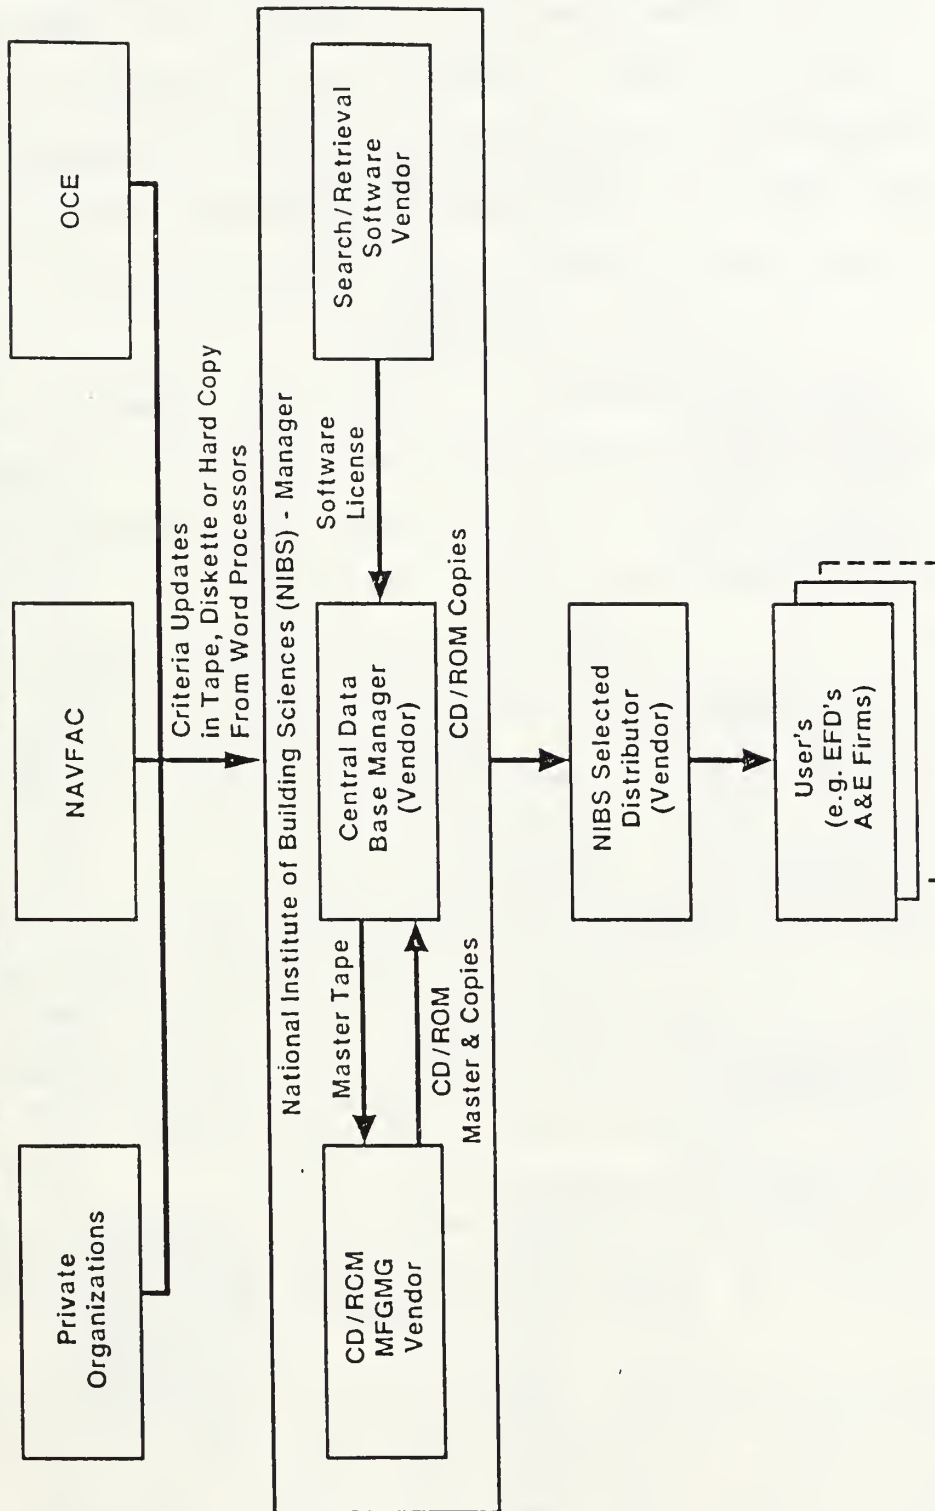 Private
Organizations
NAVFAC
OCE
Criteria Updates
in Tape, Diskette or Hard Copy
From Word Processors
National Institute of Building Sciences (NIBS) - Manager
CD/RCM
MFGMG
Vendor
Master Tape
CD/ROM
Master & Copies
Central Data
Base Manager
(Vendor)
Software
License
Search/Retrieval
Software
Vendor
CD/ROM Copies
NIBS Selected
Distributor
(Vendor)
User's
(e.g. EFD's
A&E Firms)